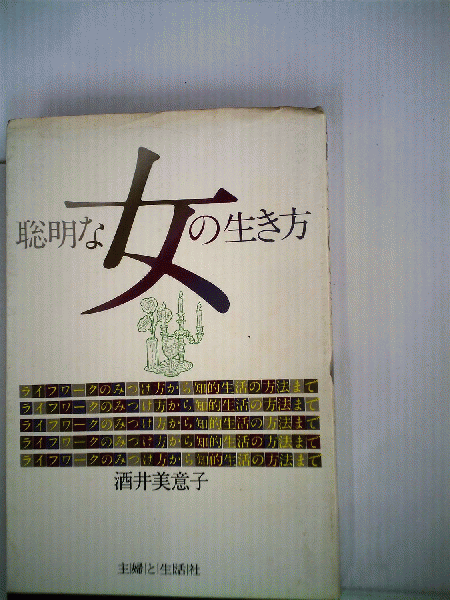 聡明な女の生き方
ライフワークのみつけ方から知的生活の方法まで
ライフワークのみつけ方から知的生活の方法まで
ライフワークのみつけ方から知的生活の方法まで
ライフワークのみつけ方から知的生活の方法まで
ライフワークのみつけ方から知的生活の方法まで
酒井美意子
主婦と生活社